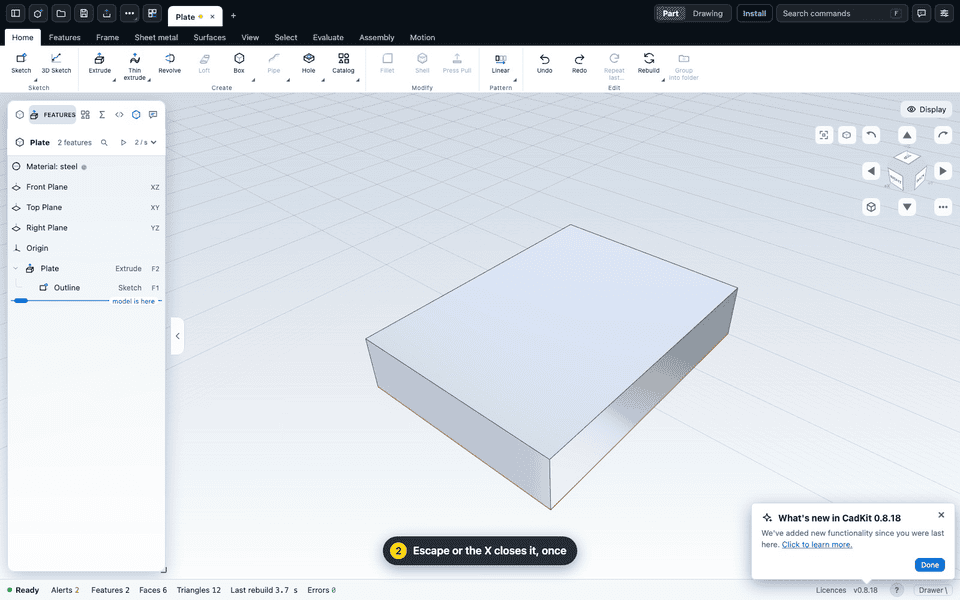 Plate
Part
Drawing
Install
Search commands
F
Home
Features
Frame
Sheet metal
Surfaces
View
Select
Evaluate
Assembly
Motion
Sketch
3D Sketch
Extrude
Thin extrude
Revolve
Loft
Box
Pipe
Hole
Catalog
Fillet
Shell
Press Pull
Linear
Undo
Redo
Repeat last...
Rebuild
Group into folder
Sketch
Create
Modify
Pattern
Edit
FEATURES
Plate 2 features 2 / s
Material: steel
Front Plane XZ
Top Plane XY
Right Plane YZ
Origin
Plate Extrude F2
Outline Sketch F1
model is here
Display
What's new in CadKit 0.8.18
We've added new functionality since you were last
here. Click to learn more.
Done
2 Escape or the X closes it, once
Ready Alerts 2 Features 2 Faces 6 Triangles 12 Last rebuild 3.7 s Errors 0
Licences v0.8.18 ? Drawer \